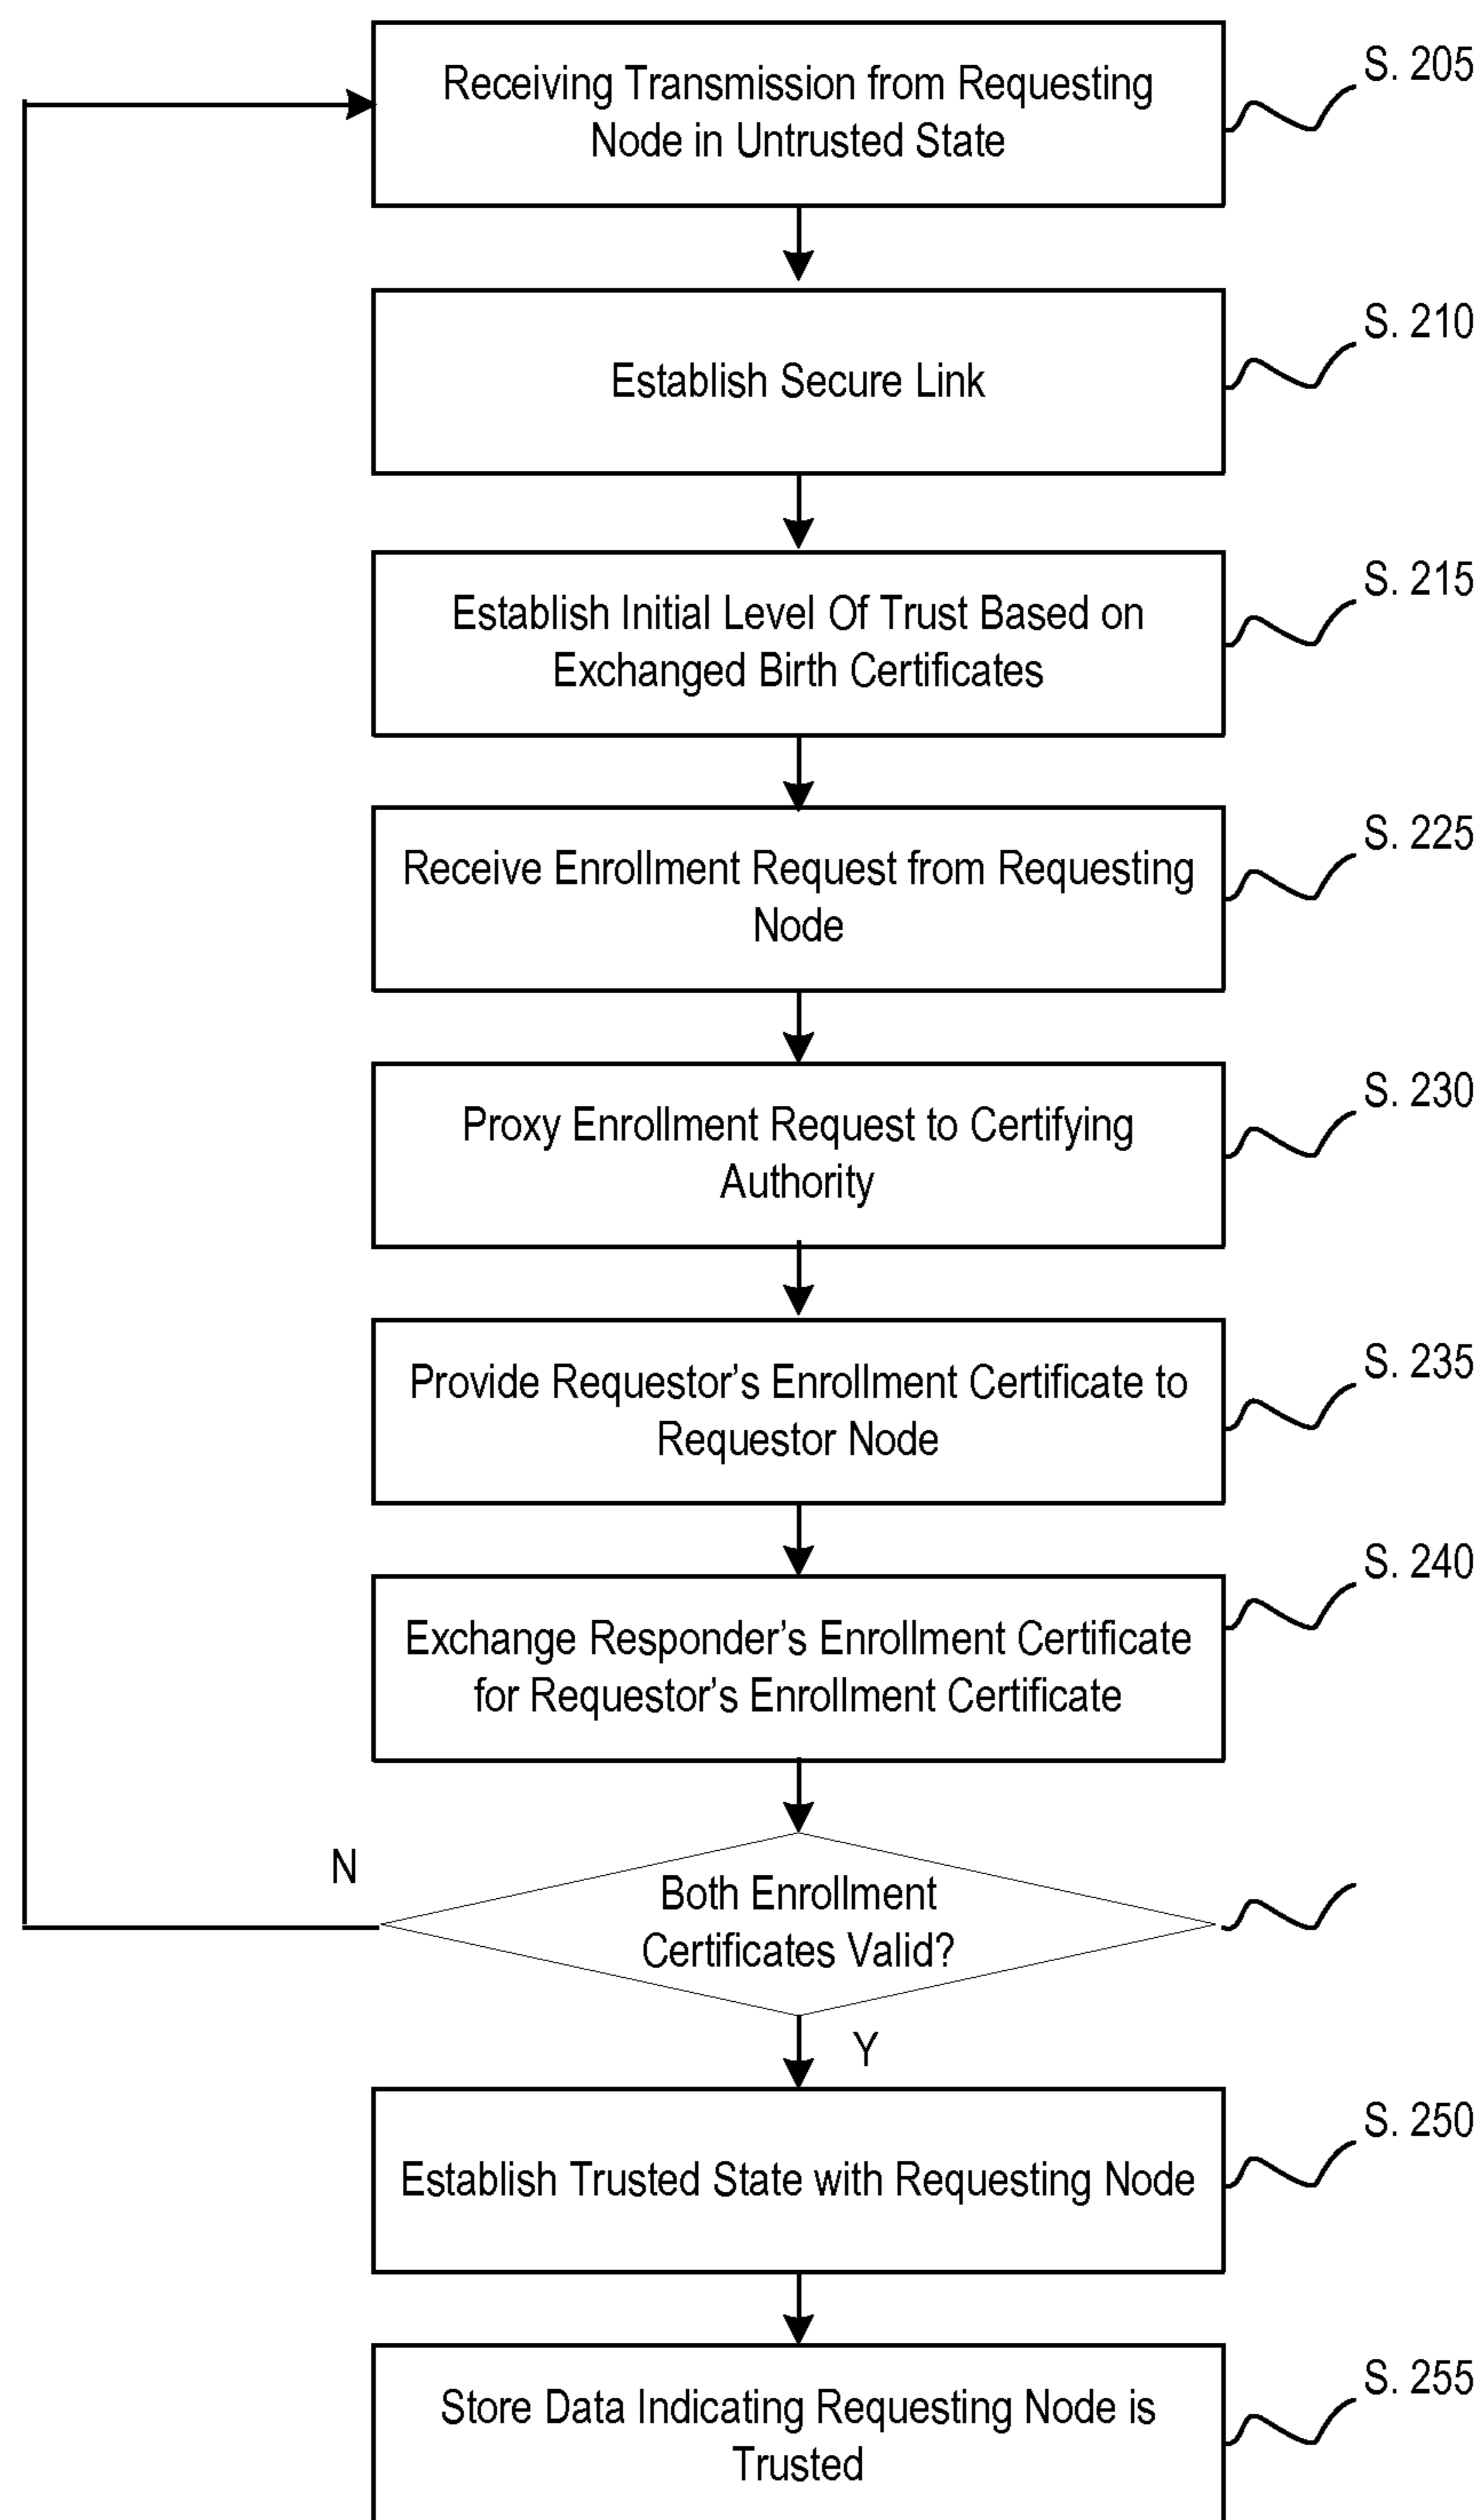 Receiving Transmission from Requesting
Node in Untrusted State
S. 205
Establish Secure Link
S. 210
Establish Initial Level Of Trust Based on
Exchanged Birth Certificates
S. 215
Receive Enrollment Request from Requesting
Node
S. 225
Proxy Enrollment Request to Certifying
Authority
S. 230
Provide Requestor's Enrollment Certificate to
Requestor Node
S. 235
Exchange Responder's Enrollment Certificate
for Requestor's Enrollment Certificate
S. 240
N
Both Enrollment
Certificates Valid?
Y
Establish Trusted State with Requesting Node
S. 250
Store Data Indicating Requesting Node is
Trusted
S. 255